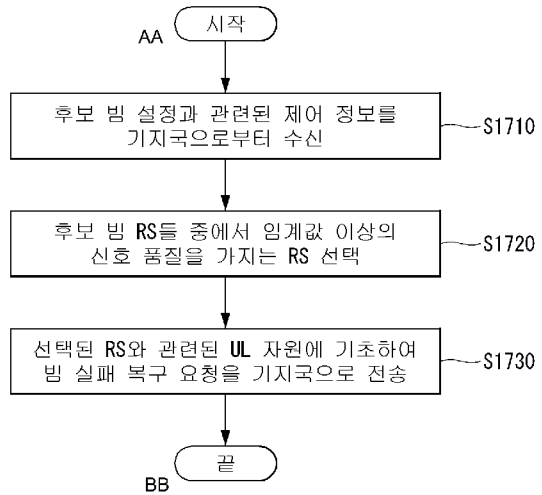 시작
AA
후보 빔 설정과 관련된 제어 정보를
기지국으로부터 수신
S1710
후보 빔 RS들 중에서 임계값 이상의
신호 품질을 가지는 RS 선택
S1720
선택된 RS와 관련된 UL 자원에 기초하여
빔 실패 복구 요청을 기지국으로 전송
S1730
끝
BB